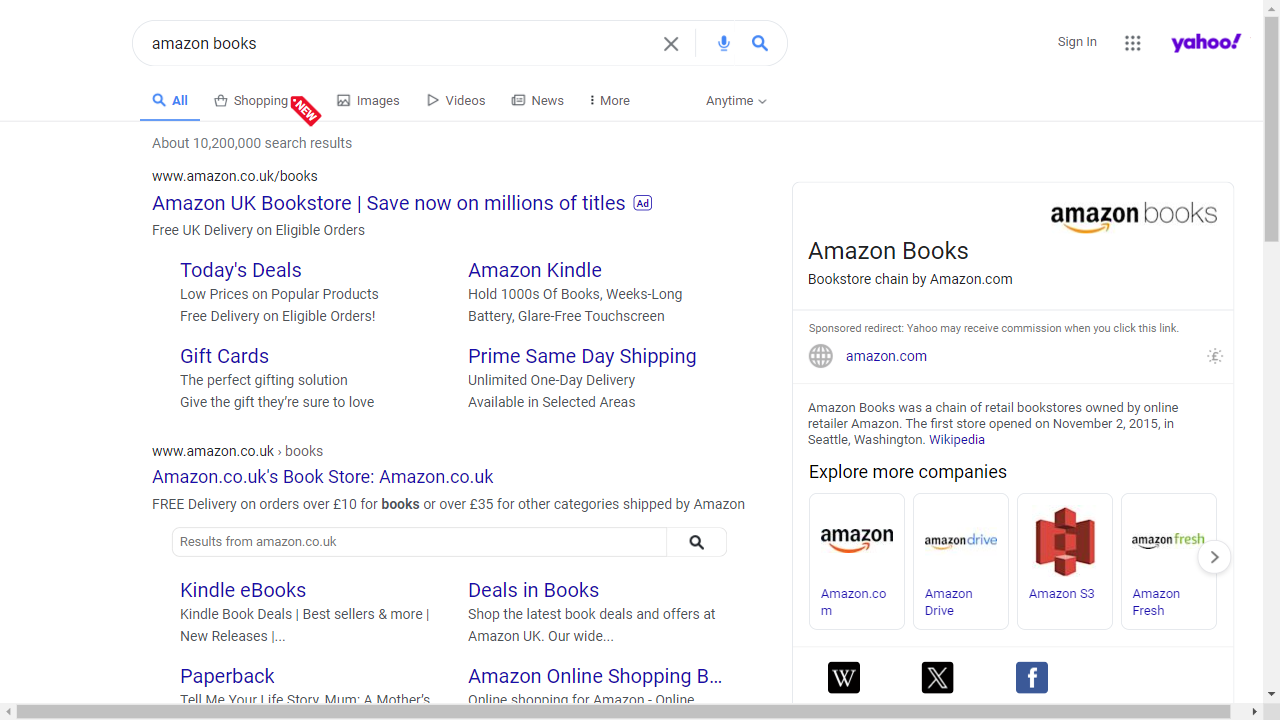 amazon books
Sign In
yahoo!
All
Shopping
NEW
Images
Videos
News
More
Anytime
About 10,200,000 search results
www.amazon.co.uk/books
Amazon UK Bookstore | Save now on millions of titles Ad
Free UK Delivery on Eligible Orders
Today's Deals
Low Prices on Popular Products
Free Delivery on Eligible Orders!
Amazon Kindle
Hold 1000s Of Books, Weeks-Long
Battery, Glare-Free Touchscreen
Gift Cards
The perfect gifting solution
Give the gift they’re sure to love
Prime Same Day Shipping
Unlimited One-Day Delivery
Available in Selected Areas
www.amazon.co.uk › books
Amazon.co.uk's Book Store: Amazon.co.uk
FREE Delivery on orders over £10 for books or over £35 for other categories shipped by Amazon
Results from amazon.co.uk
Kindle eBooks
Kindle Book Deals | Best sellers & more |
New Releases |...
Deals in Books
Shop the latest book deals and offers at
Amazon UK. Our wide...
Paperback
Tell Me Your Life Story, Mum: A Mother’s
Amazon Online Shopping B...
Online shopping for Amazon - Online
amazon books
Amazon Books
Bookstore chain by Amazon.com
Sponsored redirect: Yahoo may receive commission when you click this link.
amazon.com
£
Amazon Books was a chain of retail bookstores owned by online
retailer Amazon. The first store opened on November 2, 2015, in
Seattle, Washington. Wikipedia
Explore more companies
amazon
Amazon.co
m
amazondrive
Amazon
Drive
Amazon S3
amazonfresh
Amazon
Fresh
W
X
f